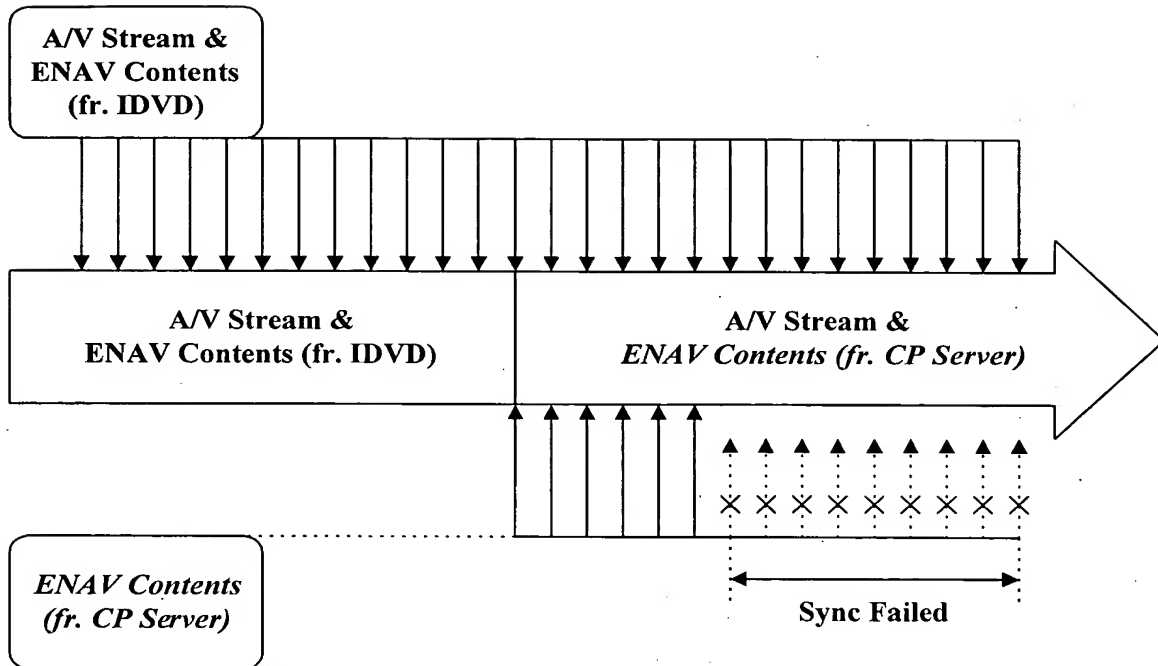 A/V Stream &
ENAV Contents
(fr. IDVD)
A/V Stream &
ENAV Contents (fr. IDVD)
A/V Stream &
ENAV Contents (fr. CP Server)
ENAV Contents
(fr. CP Server)
Sync Failed